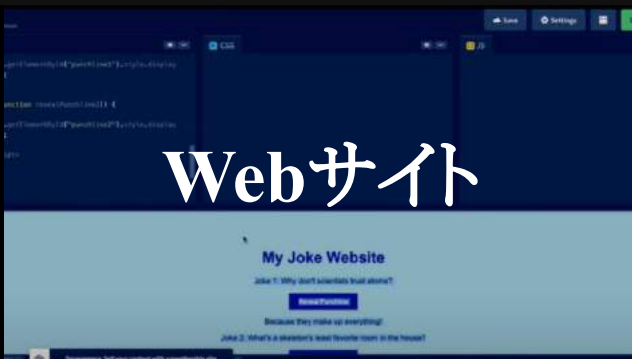 Save
Settings
CSS
JS
.getElementById("punchline1").style.display
function revealPunchline2() {
.getElementById("punchline2").style.display
Webサイト
My Joke Website
Joke 1: Why don't scientists trust atoms?
Reveal Punchline
Because they make up everything!
Joke 2: What's a skeleton's least favorite room in the house?